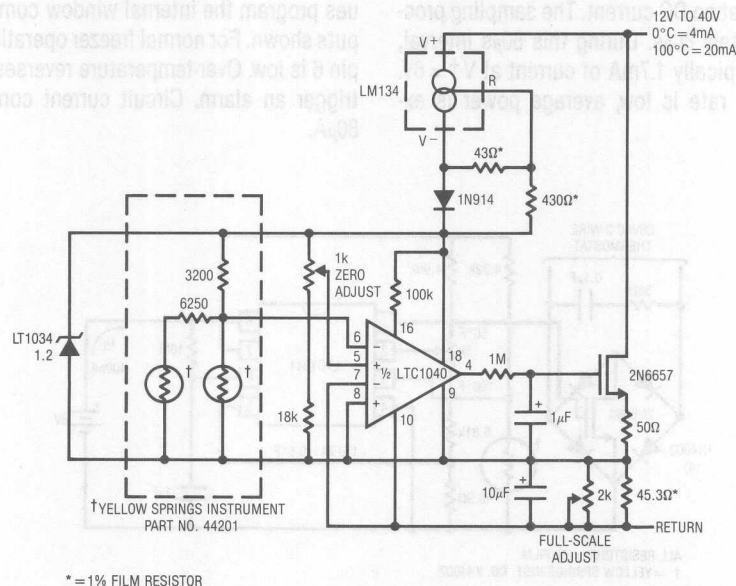 12V TO 40V
0°C = 4mA
100°C = 20mA
V+
LM134
R
V−
43Ω*
1N914
430Ω*
1k
ZERO
ADJUST
3200
6250
100k
LT1034
1.2
16
6
5
7
8
−
+
−
+
½ LTC1040
18
4
9
10
1M
2N6657
†
†
18k
+
1µF
50Ω
+
10µF
2k
45.3Ω*
†YELLOW SPRINGS INSTRUMENT
PART NO. 44201
RETURN
FULL-SCALE
ADJUST
* = 1% FILM RESISTOR